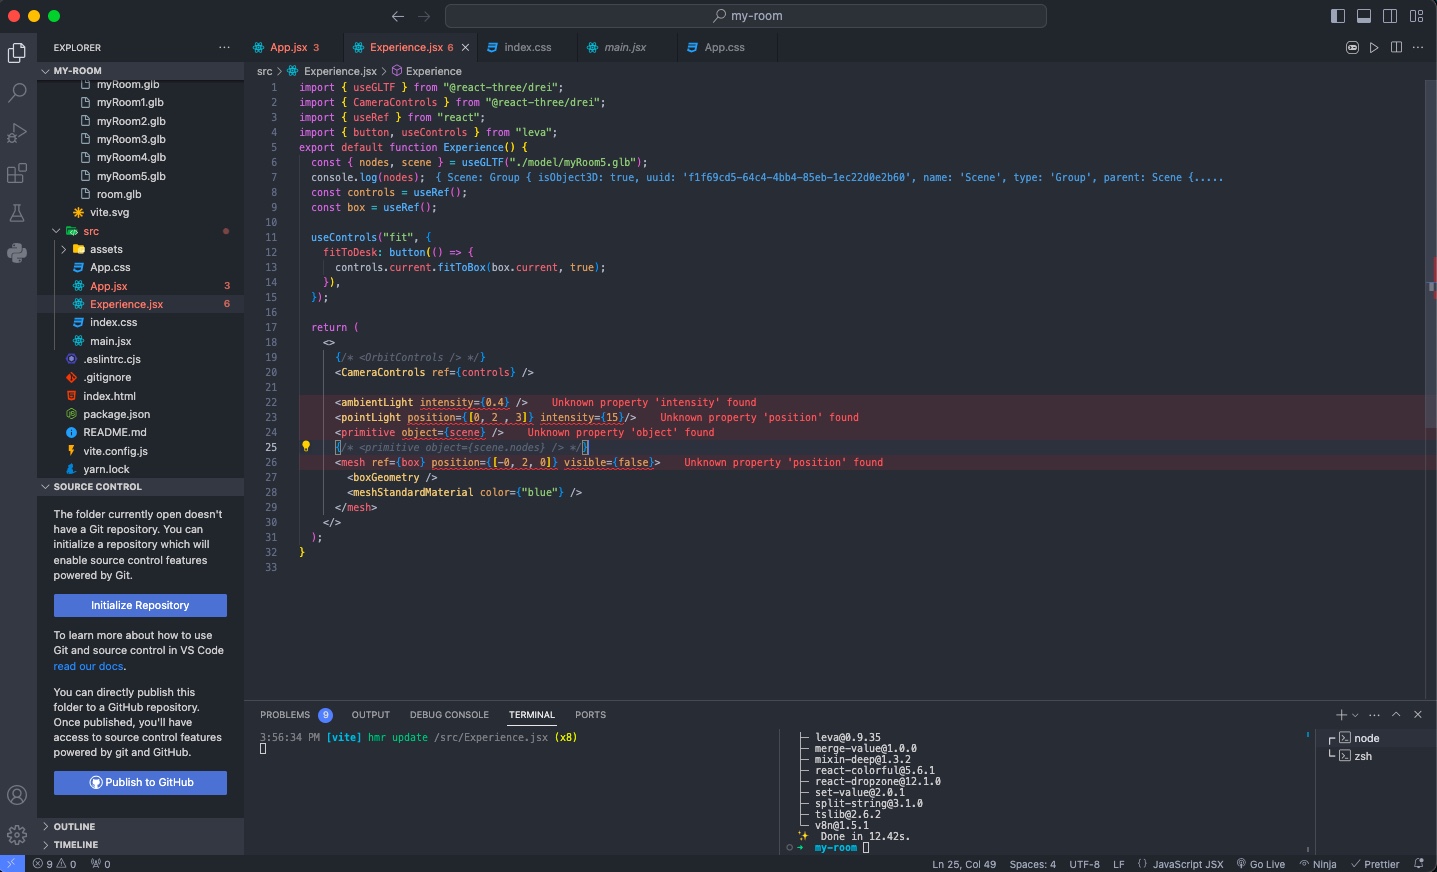 my-room
EXPLORER
MY-ROOM
myRoom.glb
myRoom1.glb
myRoom2.glb
myRoom3.glb
myRoom4.glb
myRoom5.glb
room.glb
vite.svg
src
assets
App.css
App.jsx 3
Experience.jsx 6
index.css
main.jsx
.eslintrc.cjs
.gitignore
index.html
package.json
README.md
vite.config.js
yarn.lock
SOURCE CONTROL
The folder currently open doesn't
have a Git repository. You can
initialize a repository which will
enable source control features
powered by Git.
Initialize Repository
To learn more about how to use
Git and source control in VS Code
read our docs.
You can directly publish this
folder to a GitHub repository.
Once published, you'll have
access to source control features
powered by git and GitHub.
Publish to GitHub
OUTLINE
TIMELINE
App.jsx 3 Experience.jsx 6 index.css main.jsx App.css
src > Experience.jsx > Experience
1 import { useGLTF } from "@react-three/drei";
2 import { CameraControls } from "@react-three/drei";
3 import { useRef } from "react";
4 import { button, useControls } from "leva";
5 export default function Experience() {
6 const { nodes, scene } = useGLTF("./model/myRoom5.glb");
7 console.log(nodes); { Scene: Group { isObject3D: true, uuid: 'f1f69cd5-64c4-4bb4-85eb-1ec22d0e2b60', name: 'Scene', type: 'Group', parent: Scene {.....
8 const controls = useRef();
9 const box = useRef();
10
11 useControls("fit", {
12 fitToDesk: button(() => {
13 controls.current.fitToBox(box.current, true);
14 }),
15 });
16
17 return (
18 <>
19 {/* <OrbitControls /> */}
20 <CameraControls ref={controls} />
21
22 <ambientLight intensity={0.4} /> Unknown property 'intensity' found
23 <pointLight position={[0, 2 , 3]} intensity={15}/> Unknown property 'position' found
24 <primitive object={scene} /> Unknown property 'object' found
25 {/* <primitive object={scene.nodes} /> */}
26 <mesh ref={box} position={[-0, 2, 0]} visible={false}> Unknown property 'position' found
27 <boxGeometry />
28 <meshStandardMaterial color={"blue"} />
29 </mesh>
30 </>
31 );
32 }
33
PROBLEMS 9 OUTPUT DEBUG CONSOLE TERMINAL PORTS
3:56:34 PM [vite] hmr update /src/Experience.jsx (x8)
├─ leva@0.9.35
├─ merge-value@1.0.0
├─ mixin-deep@1.3.2
├─ react-colorful@5.6.1
├─ react-dropzone@12.1.0
├─ set-value@2.0.1
├─ split-string@3.1.0
├─ tslib@2.6.2
└─ v8n@1.5.1
✨ Done in 12.42s.
➜ my-room
node
zsh
9 0 0 Ln 25, Col 49 Spaces: 4 UTF-8 LF {} JavaScript JSX Go Live Ninja Prettier